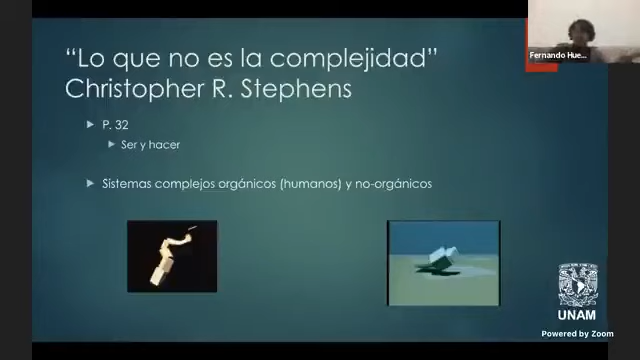 “Lo que no es la complejidad”
Christopher R. Stephens
P. 32
Ser y hacer
Sistemas complejos orgánicos (humanos) y no-orgánicos
Fernando Hue...
UNAM
Powered by Zoom